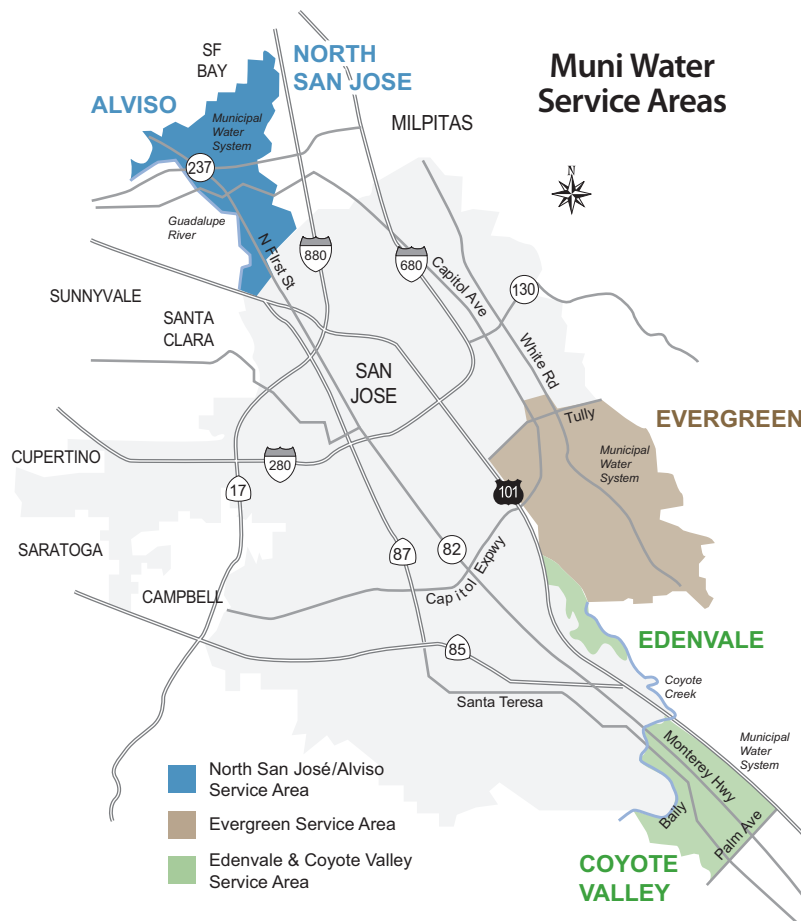 Muni Water
Service Areas
SF
BAY
NORTH
SAN JOSE
ALVISO
Municipal
Water
System
MILPITAS
N
237
Guadalupe
River
N First St
880
680
Capitol Ave
130
SUNNYVALE
SANTA
CLARA
White Rd
SAN
JOSE
Tully
EVERGREEN
Municipal
Water
System
CUPERTINO
280
17
101
SARATOGA
87
82
Capitol Expwy
CAMPBELL
EDENVALE
85
Coyote
Creek
Santa Teresa
Monterey Hwy
Municipal
Water
System
Bally
Palm Ave
COYOTE
VALLEY
North San José/Alviso
Service Area
Evergreen Service Area
Edenvale & Coyote Valley
Service Area